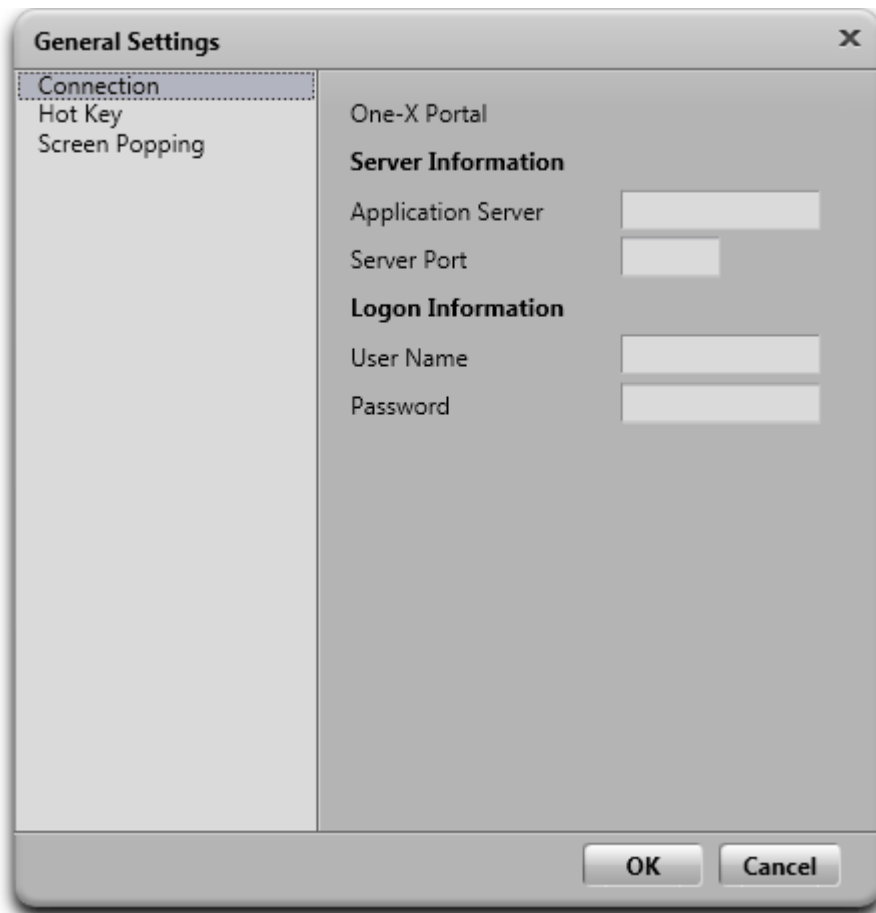 General Settings
Connection
Hot Key
Screen Popping
One-X Portal
Server Information
Application Server
Server Port
Logon Information
User Name
Password
OK
Cancel